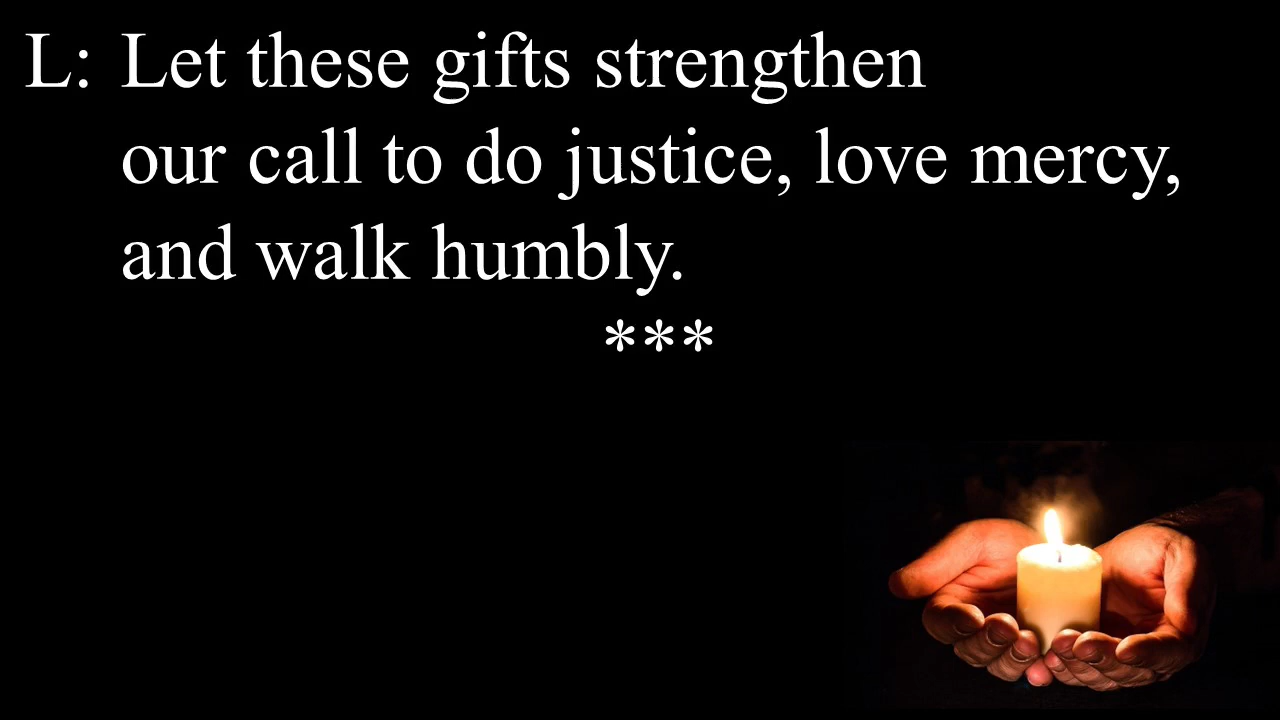 L: Let these gifts strengthen
our call to do justice, love mercy,
and walk humbly.
***